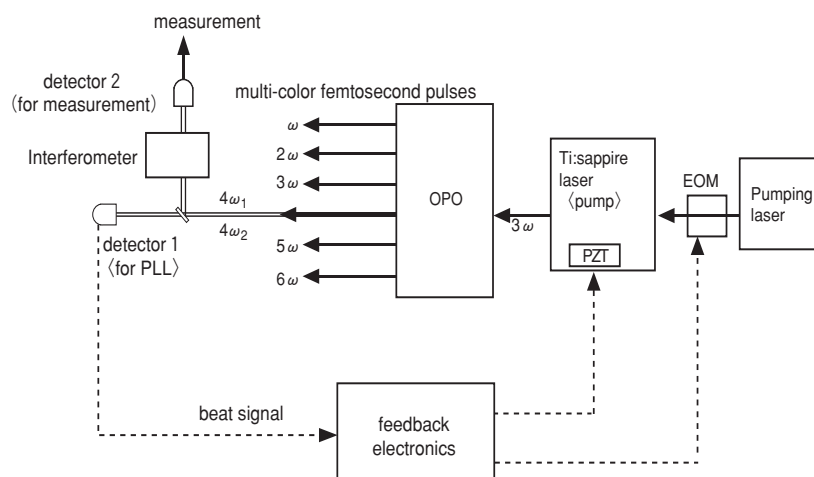 measurement
detector 2
(for measurement)
multi-color femtosecond pulses
Interferometer
ω
2ω
3ω
4ω1
4ω2
5ω
6ω
OPO
3ω
Ti:sappire
laser
〈pump〉
PZT
EOM
Pumping
laser
detector 1
〈for PLL〉
beat signal
feedback
electronics